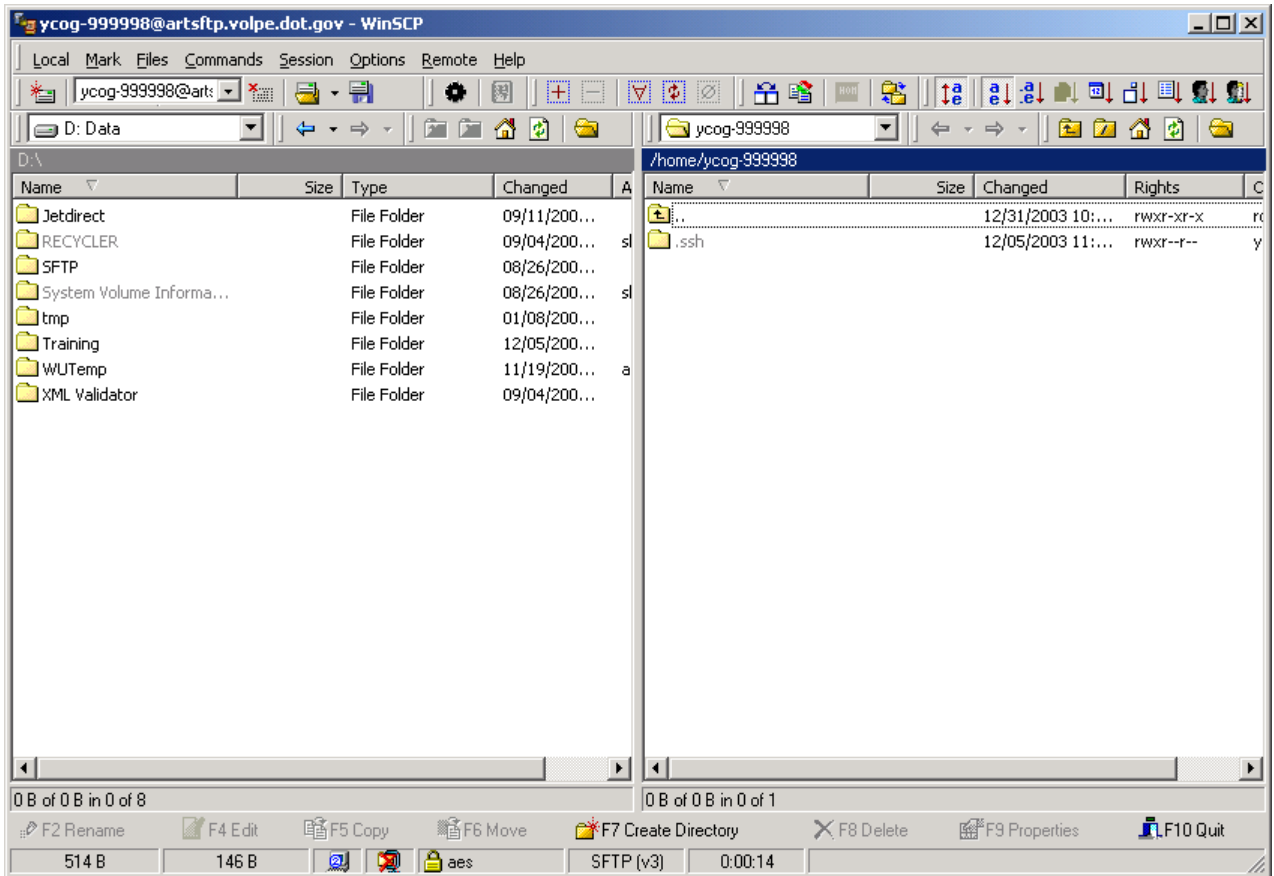 ycog-999998@artsftp.volpe.dot.gov - WinSCP
Local Mark Files Commands Session Options Remote Help
ycog-999998@arts
D: Data
ycog-999998
D:\
/home/ycog-999998
Name Size Type Changed A
Name Size Changed Rights
Jetdirect File Folder 09/11/200...
RECYCLER File Folder 09/04/200... sl
SFTP File Folder 08/26/200...
System Volume Informa... File Folder 08/26/200... sl
tmp File Folder 01/08/200...
Training File Folder 12/05/200...
WUTemp File Folder 11/19/200... a
XML Validator File Folder 09/04/200...
.. 12/31/2003 10:... rwxr-xr-x
.ssh 12/05/2003 11:... rwxr--r-- y
0 B of 0 B in 0 of 8
0 B of 0 B in 0 of 1
F2 Rename F4 Edit F5 Copy F6 Move F7 Create Directory F8 Delete F9 Properties F10 Quit
514 B 146 B aes SFTP (v3) 0:00:14